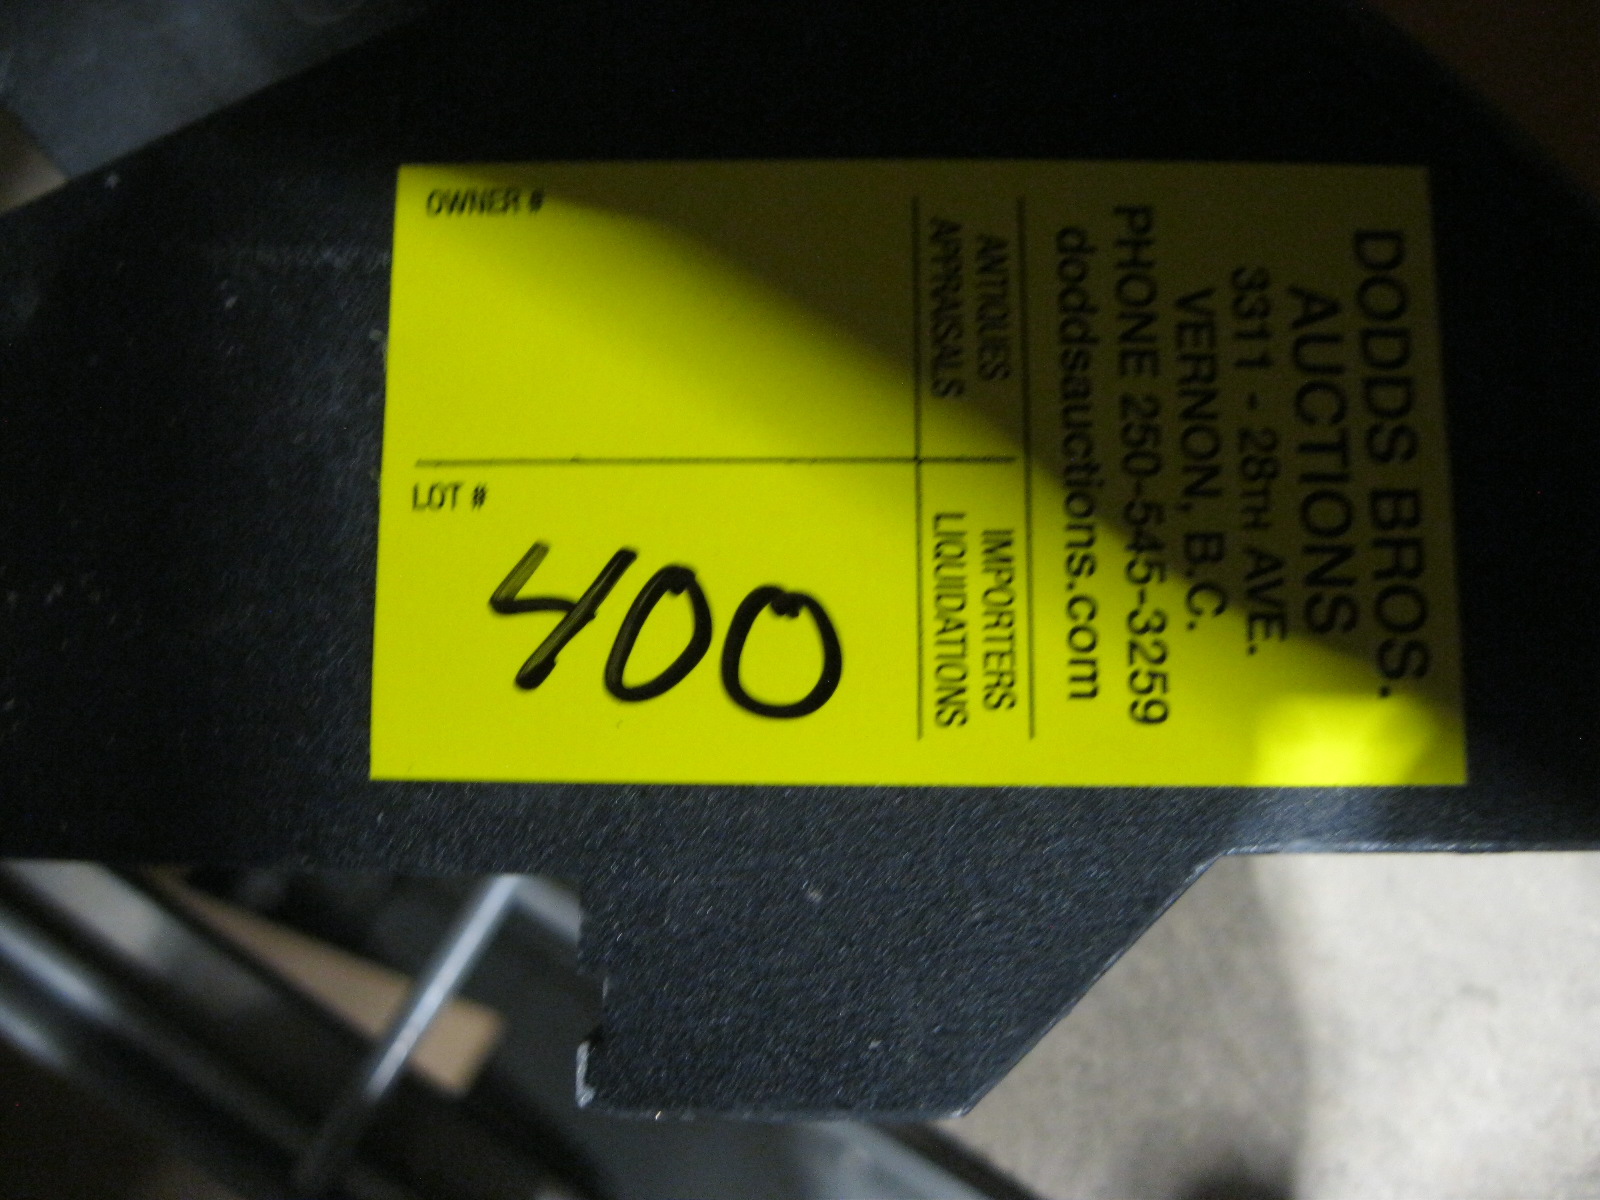 DODDS BROS.
AUCTIONS
3311 - 28TH AVE.
VERNON, B.C.
PHONE 250-545-3259
doddsauctions.com
ANTIQUES IMPORTERS
APPRAISALS LIQUIDATIONS
OWNER #
LOT #
400